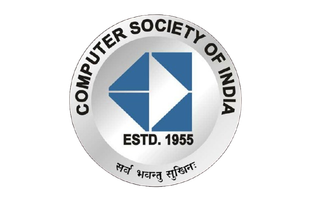 COMPUTER SOCIETY OF INDIA
ESTD. 1955
सर्व भवन्तु सुखिनः